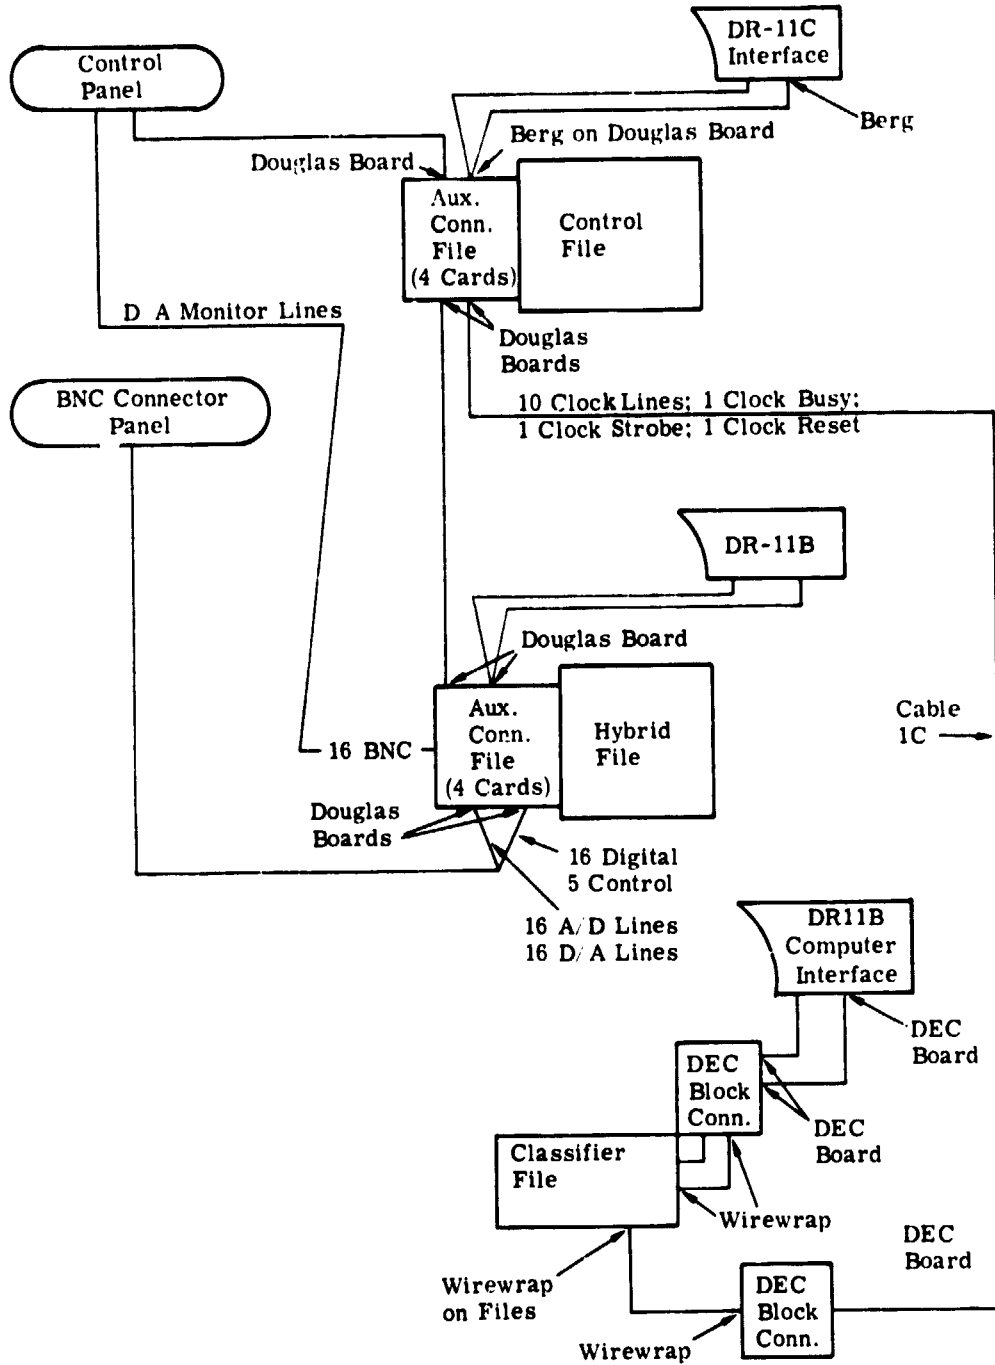 DR-11C
Interface
Control
Panel
Berg
Berg on Douglas Board
Douglas Board
Aux.
Conn.
File
(4 Cards)
Control
File
D A Monitor Lines
Douglas
Boards
BNC Connector
Panel
10 Clock Lines; 1 Clock Busy;
1 Clock Strobe; 1 Clock Reset
DR-11B
Douglas Board
Aux.
Conn.
File
(4 Cards)
Hybrid
File
Cable
1C
16 BNC
Douglas
Boards
16 Digital
5 Control
16 A/D Lines
16 D/A Lines
DR11B
Computer
Interface
DEC
Board
DEC
Block
Conn.
DEC
Board
Classifier
File
Wirewrap
DEC
Board
Wirewrap
on Files
DEC
Block
Conn.
Wirewrap